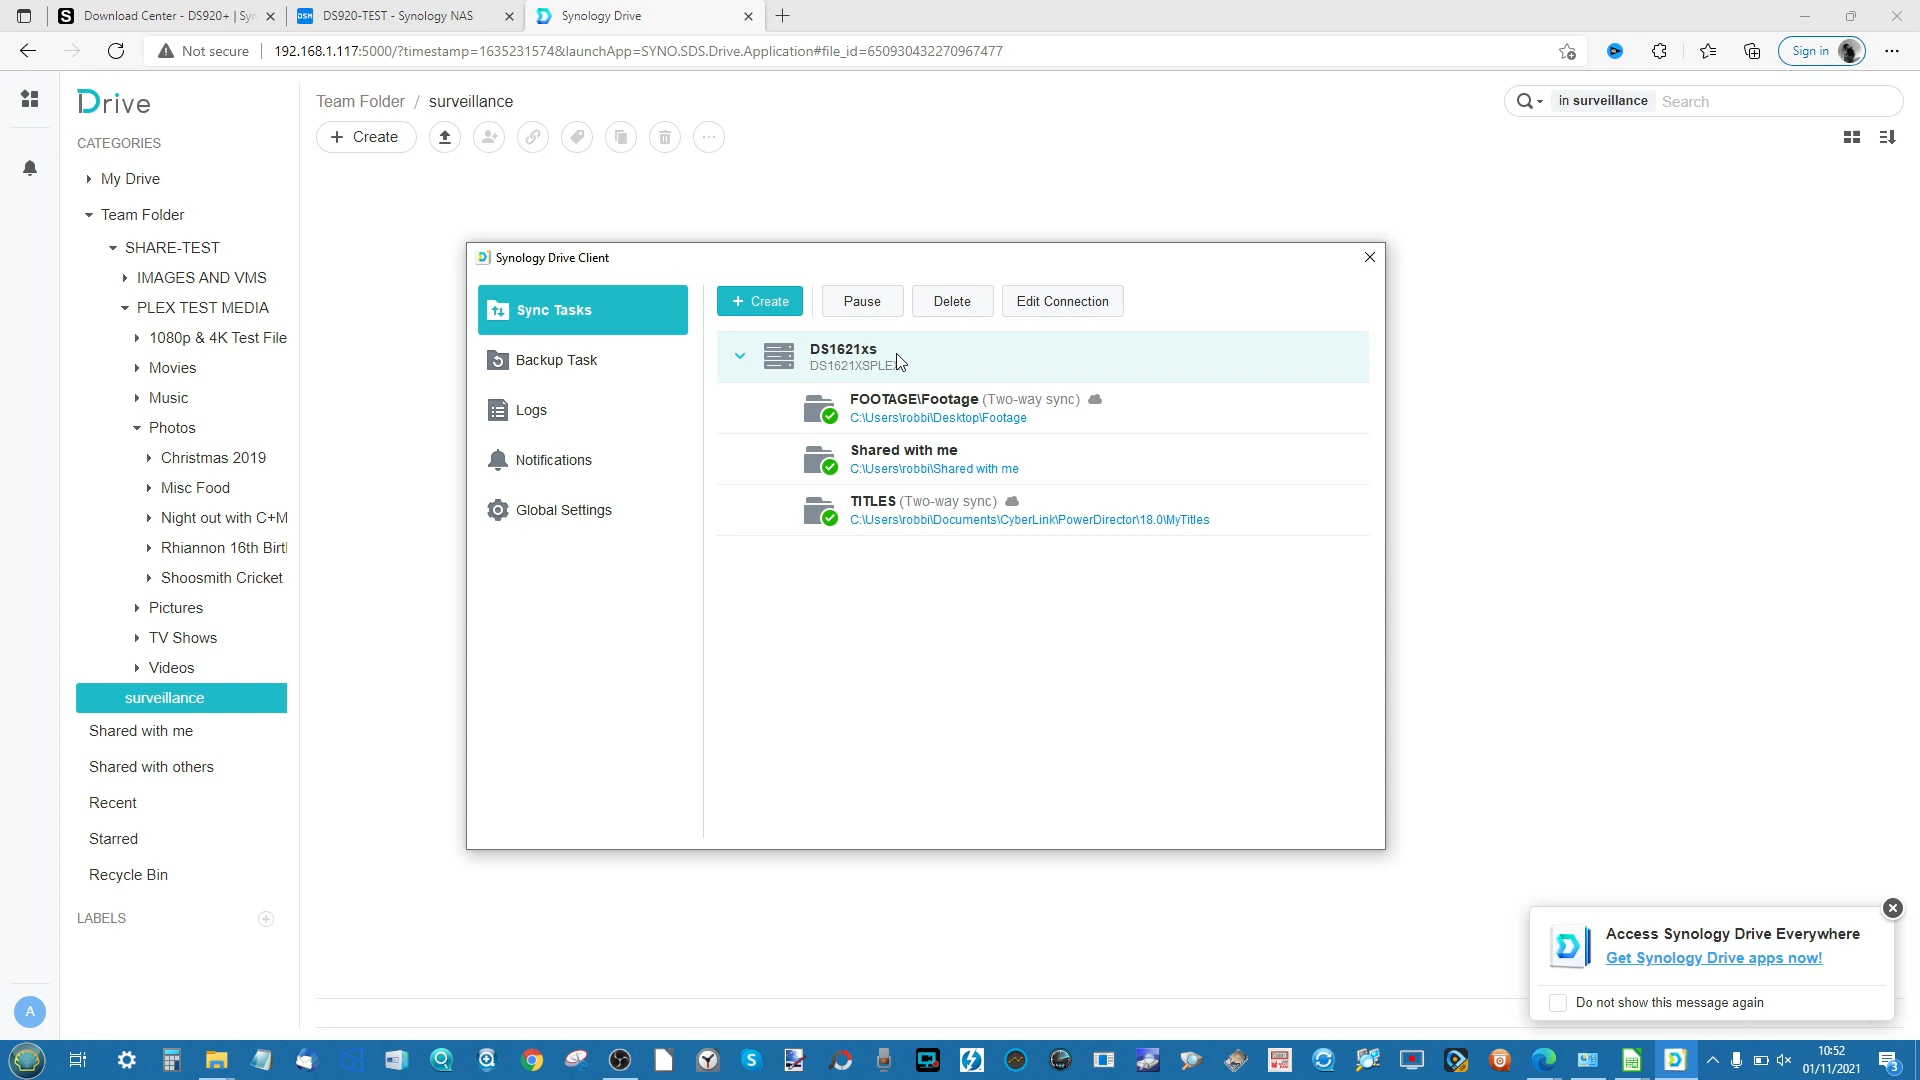 Download Center - DS920+ | Sy
DS920-TEST - Synology NAS
Synology Drive
Not secure
192.168.1.117:5000/?timestamp=1635231574&launchApp=SYNO.SDS.Drive.Application#file_id=650930432270967477
Sign in
Drive
CATEGORIES
My Drive
Team Folder
SHARE-TEST
IMAGES AND VMS
PLEX TEST MEDIA
1080p & 4K Test File
Movies
Music
Photos
Christmas 2019
Misc Food
Night out with C+M
Rhiannon 16th Birt
Shoosmith Cricket
Pictures
TV Shows
Videos
surveillance
Shared with me
Shared with others
Recent
Starred
Recycle Bin
LABELS
A
Team Folder / surveillance
+ Create
in surveillance Search
Synology Drive Client
Sync Tasks
Backup Task
Logs
Notifications
Global Settings
+ Create
Pause
Delete
Edit Connection
DS1621xs
DS1621XSPLEX
FOOTAGE\Footage (Two-way sync)
C:\Users\robbi\Desktop\Footage
Shared with me
C:\Users\robbi\Shared with me
TITLES (Two-way sync)
C:\Users\robbi\Documents\CyberLink\PowerDirector\18.0\MyTitles
Access Synology Drive Everywhere
Get Synology Drive apps now!
Do not show this message again
10:52
01/11/2021
3